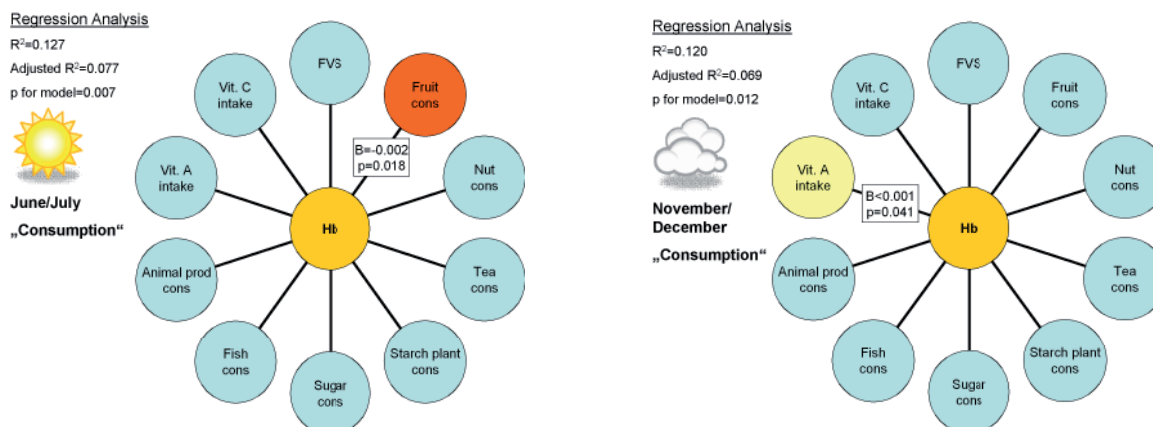 Regression Analysis
R²=0.127
Adjusted R²=0.077
p for model=0.007
June/July
„Consumption“
FVS
Fruit
cons
Nut
cons
Tea
cons
Starch plant
cons
Sugar
cons
Fish
cons
Animal prod
cons
Vit. A
intake
Vit. C
intake
B=-0.002
p=0.018
Hb
Regression Analysis
R²=0.120
Adjusted R²=0.069
p for model=0.012
November/
December
„Consumption“
FVS
Fruit
cons
Nut
cons
Tea
cons
Starch plant
cons
Sugar
cons
Fish
cons
Animal prod
cons
Vit. A
intake
Vit. C
intake
B<0.001
p=0.041
Hb